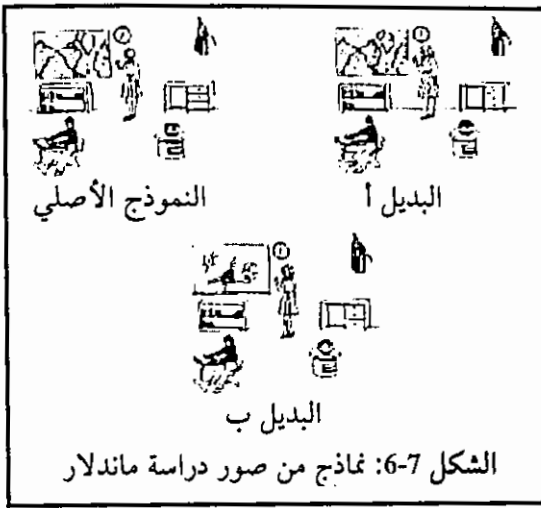 البديل أ
النموذج الأصلي
البديل ب
الشكل 7-6: نماذج من صور دراسة ماندلار